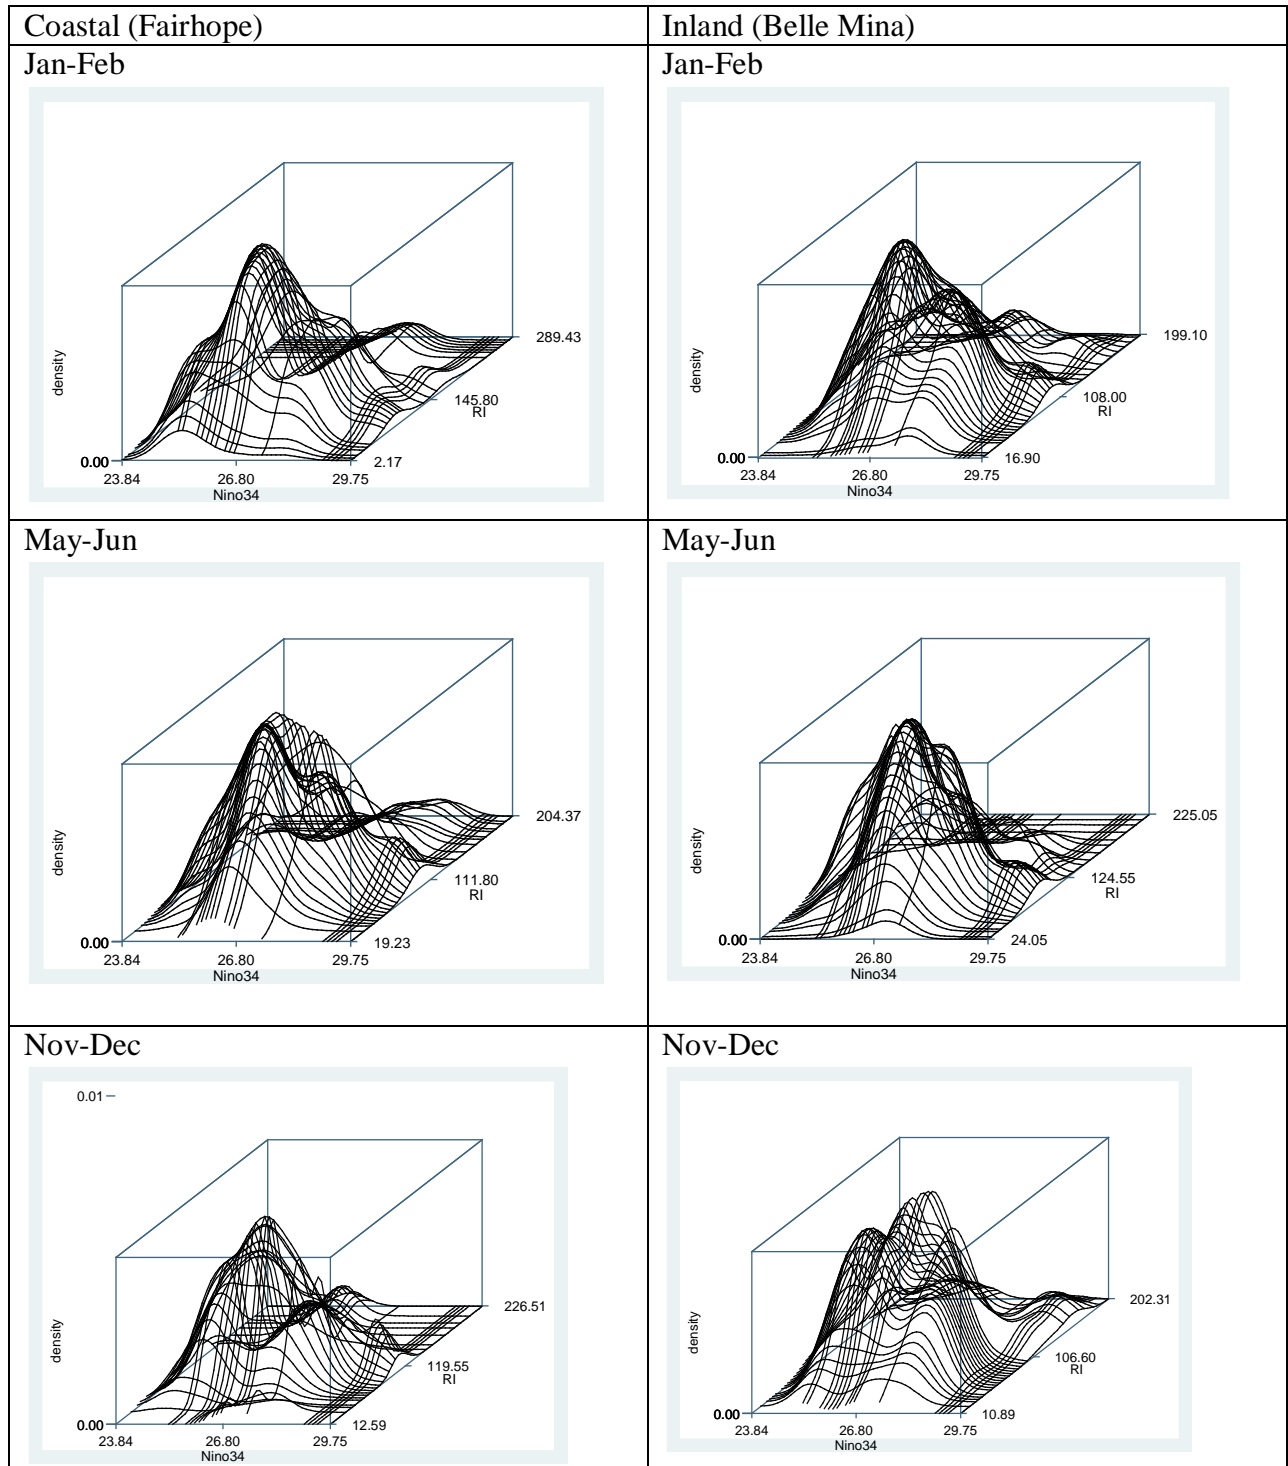 Coastal (Fairhope)
Inland (Belle Mina)
Jan-Feb
density
0.00
23.84
26.80
29.75
Nino34
2.17
145.80
RI
289.43
Jan-Feb
density
0.00
23.84
26.80
29.75
Nino34
16.90
108.00
RI
199.10
May-Jun
density
0.00
23.84
26.80
29.75
Nino34
19.23
111.80
RI
204.37
May-Jun
density
0.00
23.84
26.80
29.75
Nino34
24.05
124.55
RI
225.05
Nov-Dec
0.01
density
0.00
23.84
26.80
29.75
Nino34
12.59
119.55
RI
226.51
Nov-Dec
density
0.00
23.84
26.80
29.75
Nino34
10.89
106.60
RI
202.31